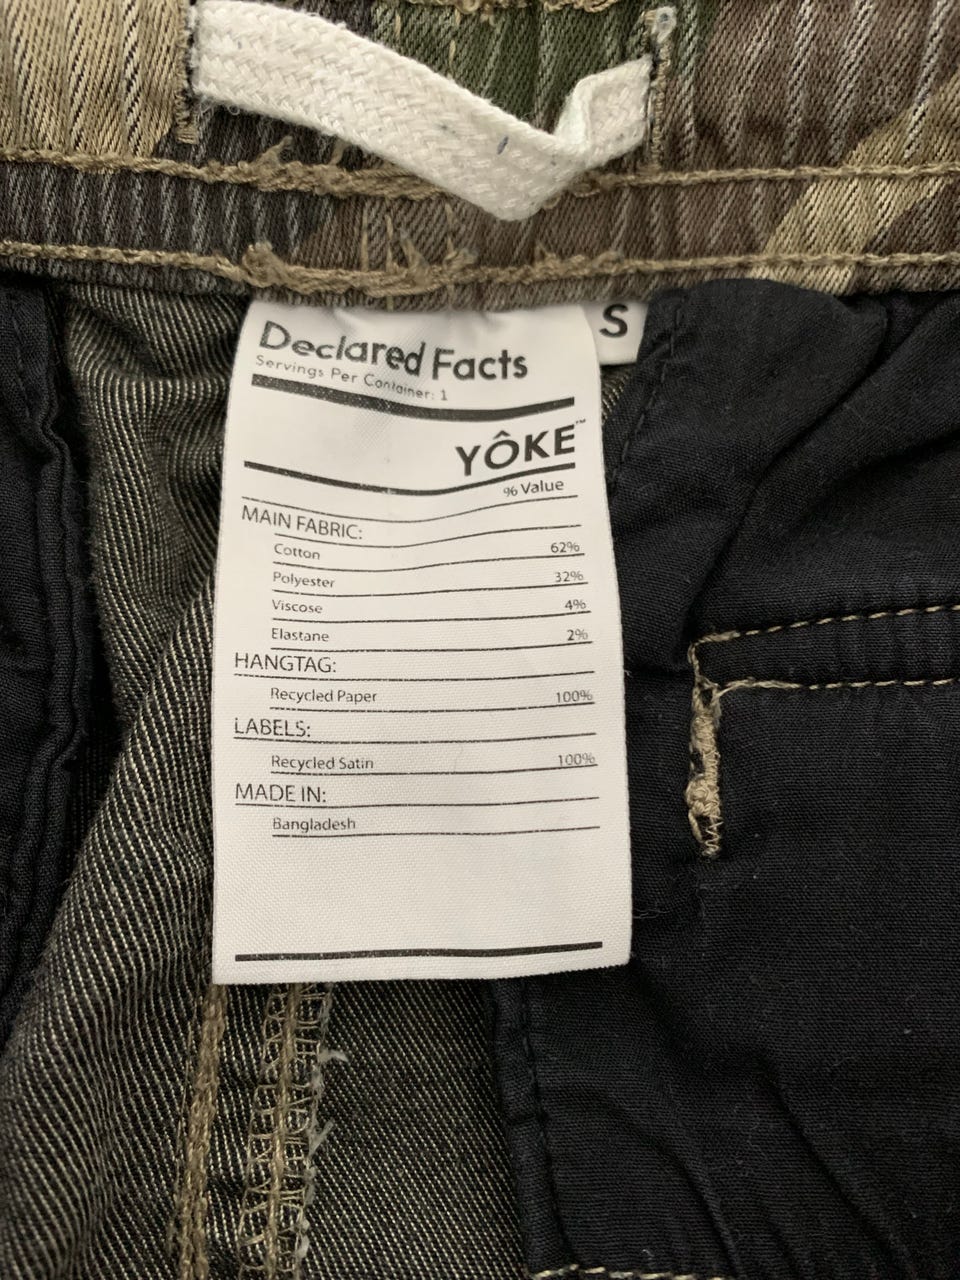 S
Declared Facts
Servings Per Container: 1
YÔKE™
% Value
MAIN FABRIC:
Cotton 62%
Polyester 32%
Viscose 4%
Elastane 2%
HANGTAG:
Recycled Paper 100%
LABELS:
Recycled Satin 100%
MADE IN:
Bangladesh